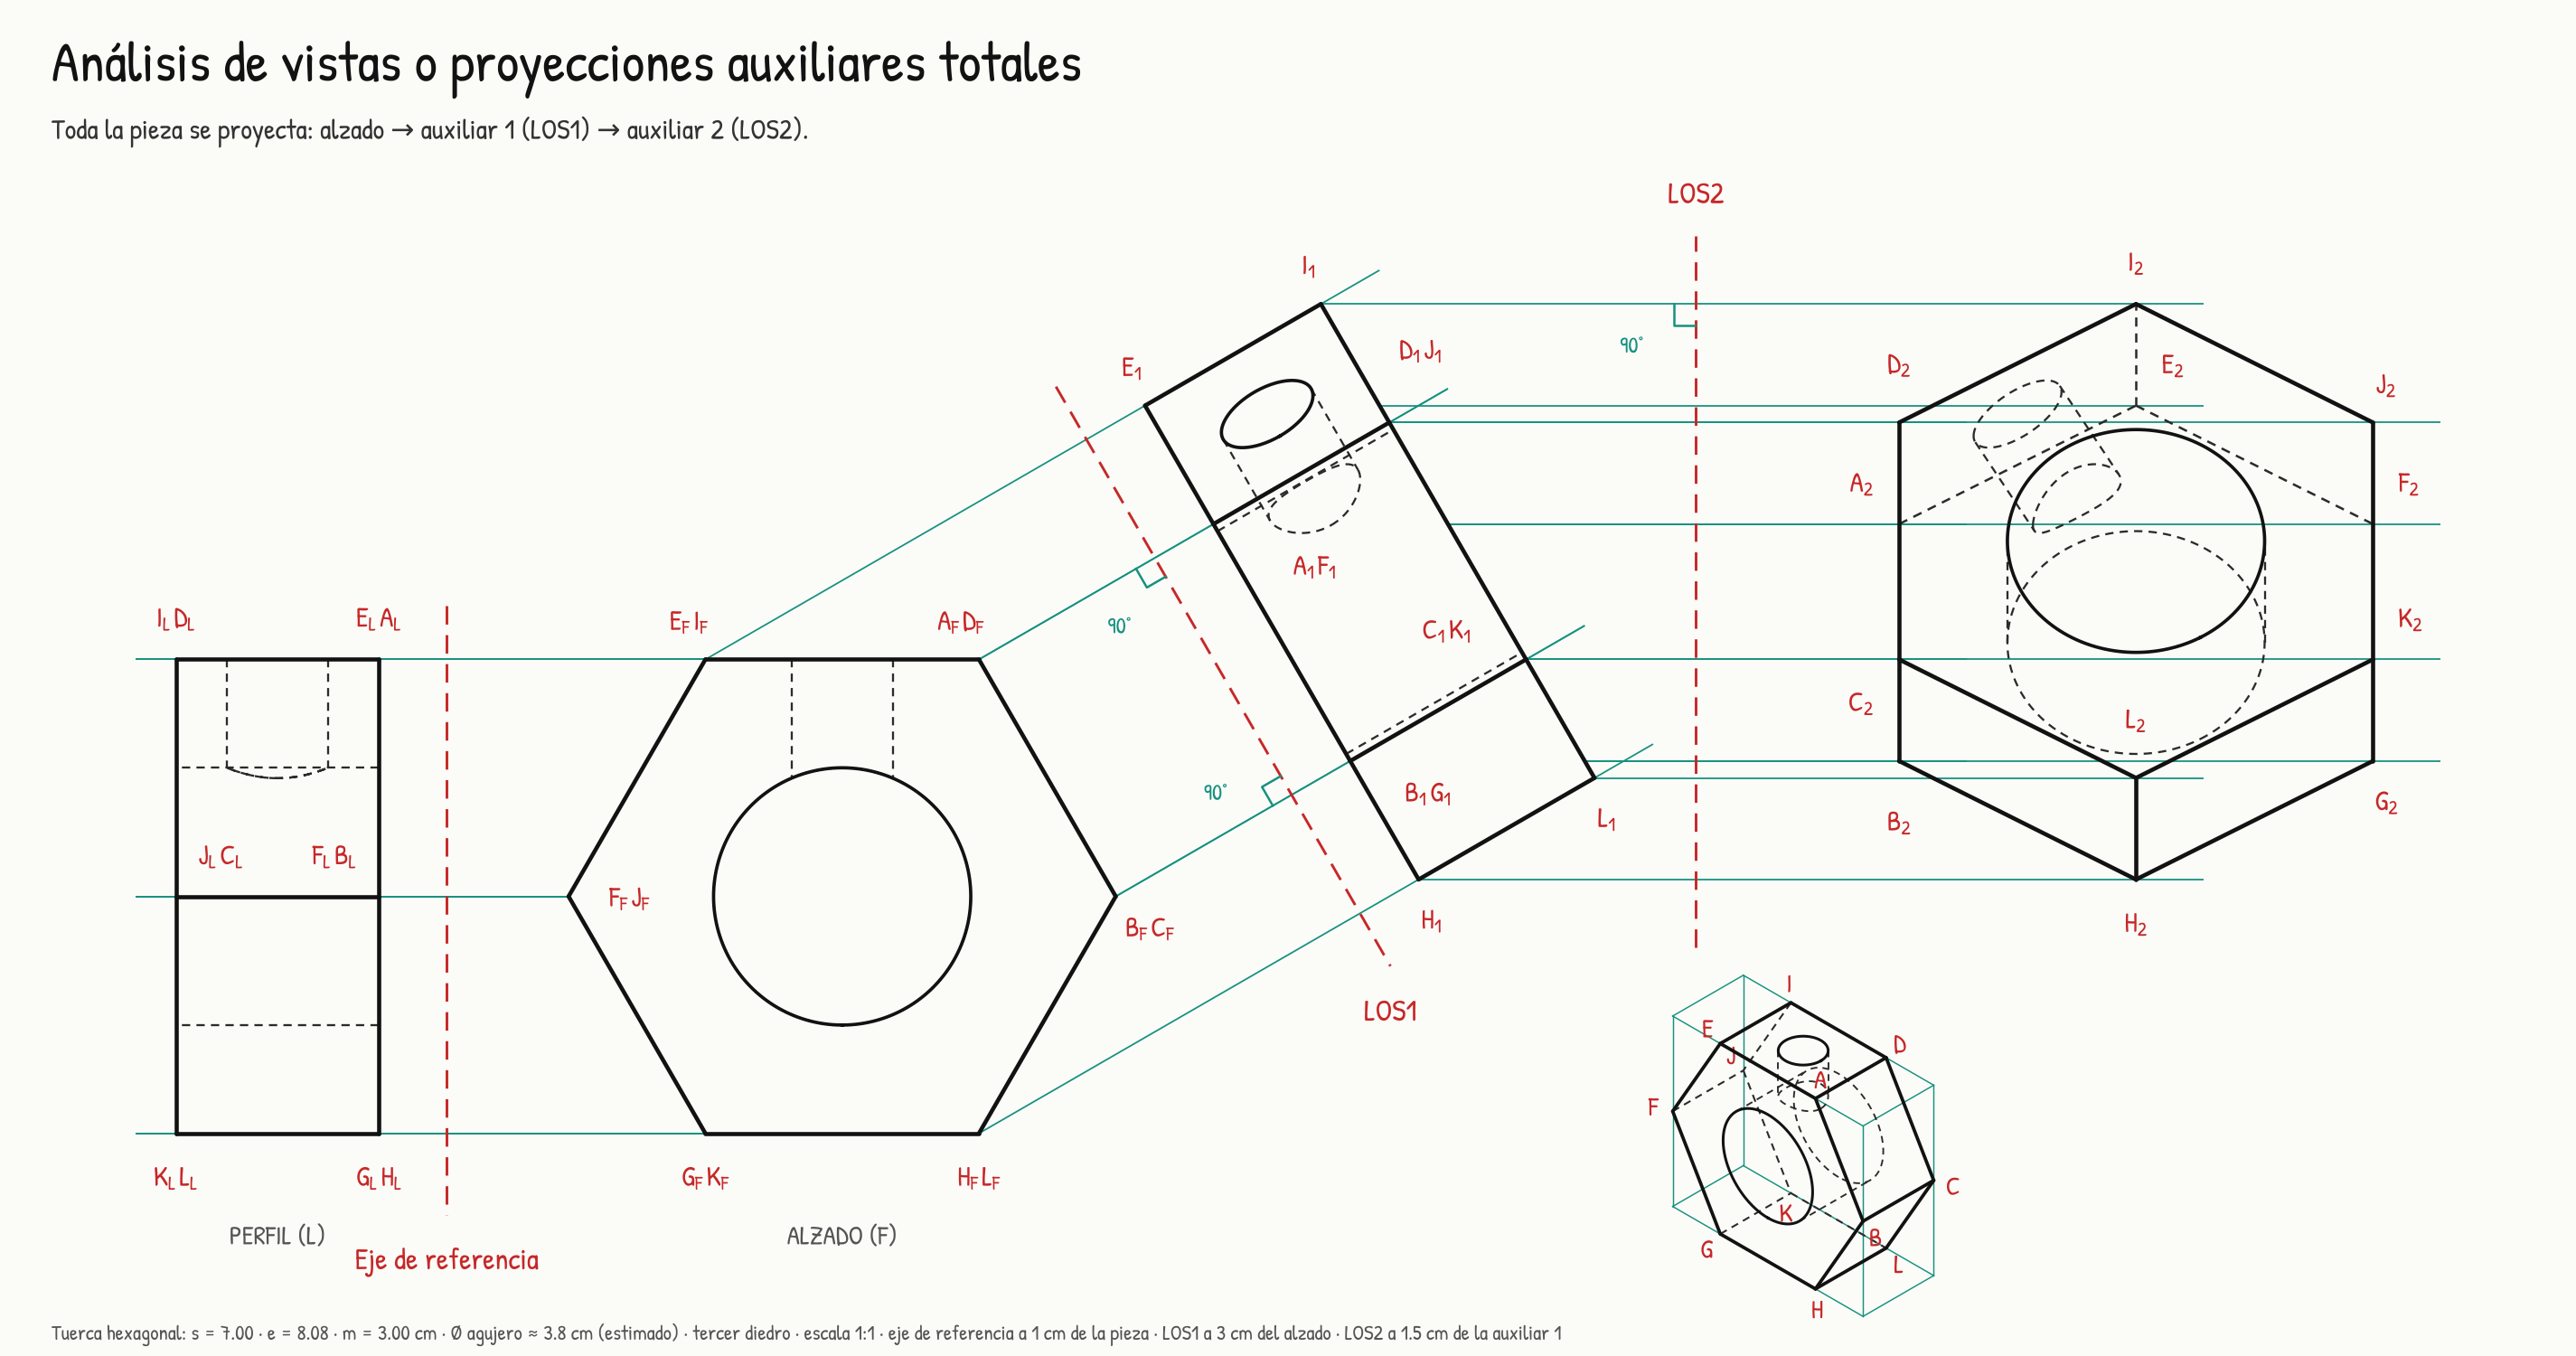 Análisis de vistas o proyecciones auxiliares totales
Toda la pieza se proyecta: alzado → auxiliar 1 (LOS1) → auxiliar 2 (LOS2).
LOS2
I1
I2
E1
D1 J1
90°
D2
E2
J2
A2
F2
A1 F1
IL DL
EL AL
EF IF
AF DF
90°
C1 K1
K2
C2
L2
90°
B1 G1
L1
B2
G2
JL CL
FL BL
FF JF
BF CF
H1
H2
LOS1
I
E
J
D
A
F
KL LL
GL HL
GF KF
HF LF
K
C
B
G
L
H
PERFIL (L)
ALZADO (F)
Eje de referencia
Tuerca hexagonal: s = 7.00 · e = 8.08 · m = 3.00 cm · Ø agujero ≈ 3.8 cm (estimado) · tercer diedro · escala 1:1 · eje de referencia a 1 cm de la pieza · LOS1 a 3 cm del alzado · LOS2 a 1.5 cm de la auxiliar 1